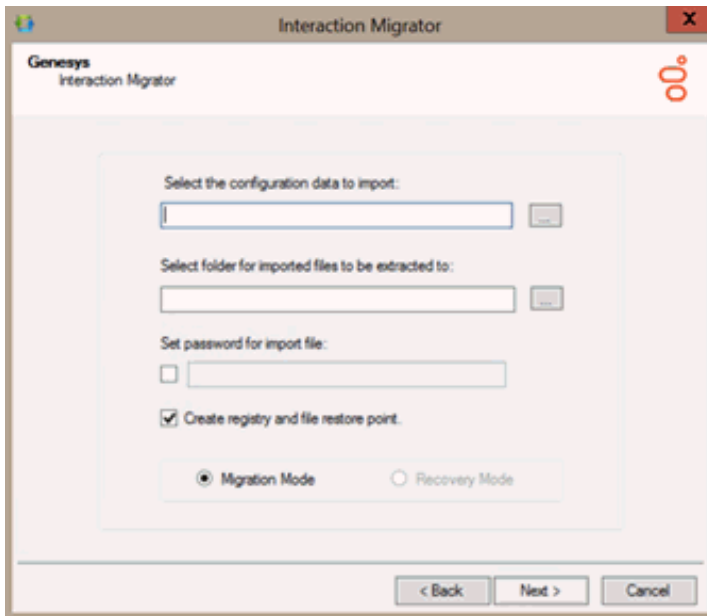 Interaction Migrator
X
Genesys
Interaction Migrator
Select the configuration data to import:
...
Select folder for imported files to be extracted to:
...
Set password for import file:
Create registry and file restore point.
Migration Mode
Recovery Mode
< Back
Next >
Cancel